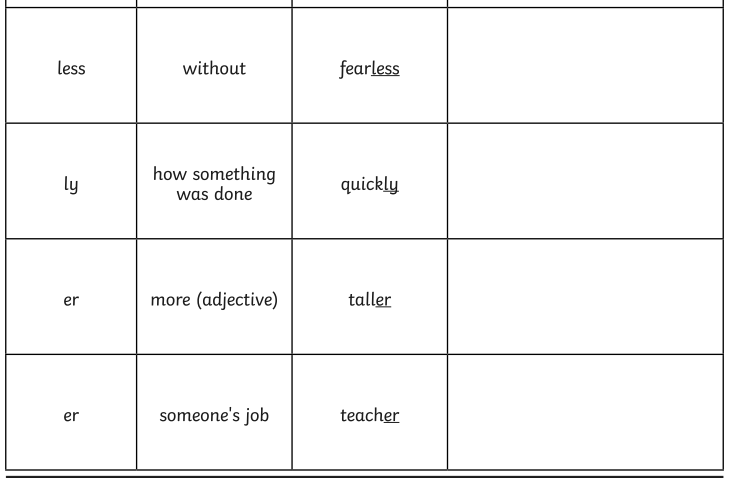 less without fearless
how something
ly quickly
was done
er more (adjective) taller
er someone's job teacher